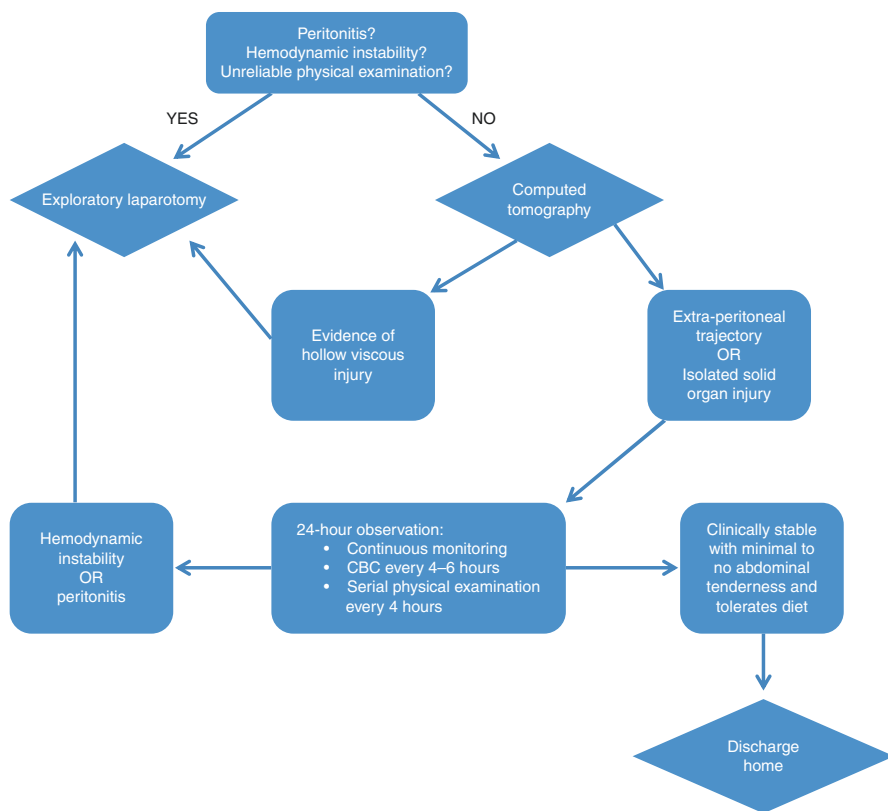 Peritonitis?
Hemodynamic instability?
Unreliable physical examination?
YES
NO
Exploratory laparotomy
Computed
tomography
Evidence of
hollow viscous
injury
Extra-peritoneal
trajectory
OR
Isolated solid
organ injury
Hemodynamic
instability
OR
peritonitis
24-hour observation:
• Continuous monitoring
• CBC every 4–6 hours
• Serial physical examination
every 4 hours
Clinically stable
with minimal to
no abdominal
tenderness and
tolerates diet
Discharge
home